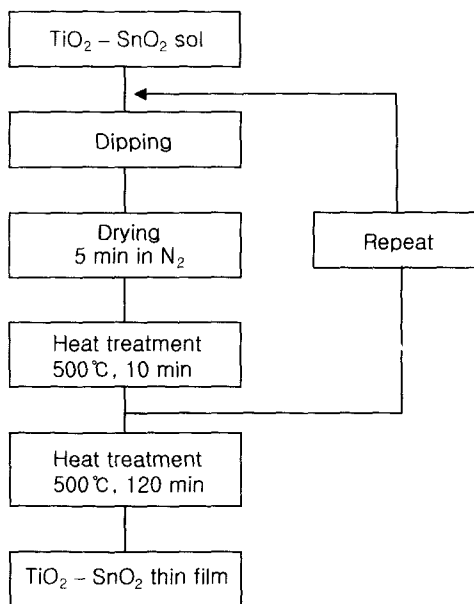 TiO₂ – SnO₂ sol
Dipping
Drying
5 min in N₂
Repeat
Heat treatment
500℃, 10 min
Heat treatment
500℃, 120 min
TiO₂ – SnO₂ thin film